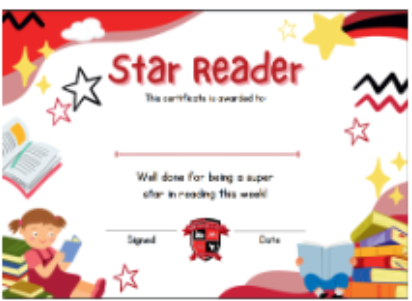 Star Reader
This certificate is awarded to
Well done for being a super
star in reading this week!
Signed
Date